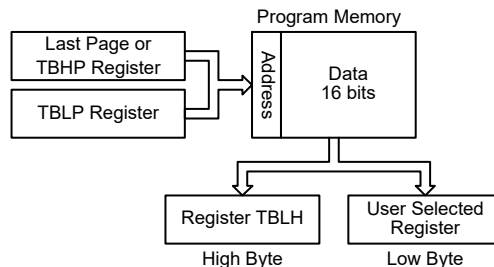 Program Memory
Last Page or
TBHP Register
TBLP Register
Address
Data
16 bits
Register TBLH
User Selected
Register
High Byte
Low Byte